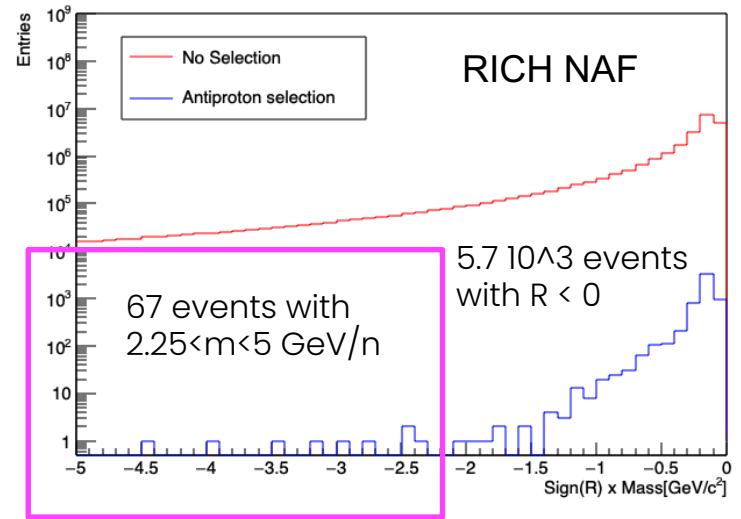 Entries
10^9
10^8
10^7
10^6
10^5
10^4
10^3
10^2
10
1
No Selection
Antiproton selection
RICH NAF
5.7 10^3 events
with R < 0
67 events with
2.25<m<5 GeV/n
−5 −4.5 −4 −3.5 −3 −2.5 −2 −1.5 −1 −0.5 0
Sign(R) x Mass[GeV/c²]